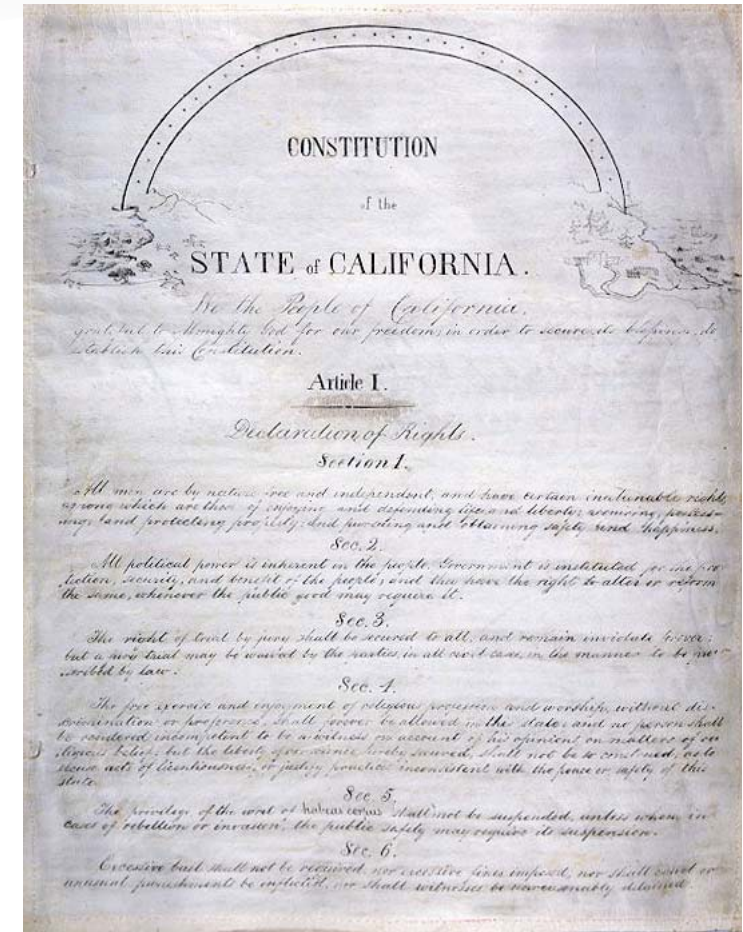 CONSTITUTION
of the
STATE of CALIFORNIA.
We the People of California,
grateful to Almighty God for our freedom, in order to secure its blessings, do
establish this Constitution.
Article I.
Declaration of Rights.
Section 1.
All men are by nature free and independent, and have certain inalienable rights,
among which are those of enjoying and defending life and liberty; acquiring, possess-
ing, and protecting property; and pursuing and obtaining safety and happiness.
Sec. 2.
All political power is inherent in the people. Government is instituted for the pro-
tection, security, and benefit of the people; and they have the right to alter or reform
the same, whenever the public good may require it.
Sec. 3.
The right of trial by jury shall be secured to all, and remain inviolate forever;
but a jury trial may be waived by the parties, in all civil cases, in the manner to be pre-
scribed by law.
Sec. 4.
The free exercise and enjoyment of religious profession and worship, without dis-
crimination or preference, shall forever be allowed in this state; and no person shall
be rendered incompetent to be a witness on account of his opinions on matters of re-
ligious belief; but the liberty of conscience, hereby secured, shall not be so construed, as to
excuse acts of licentiousness, or justify practices inconsistent with the peace or safety of this
state.
Sec. 5.
The privilege of the writ of habeas corpus shall not be suspended, unless when, in
cases of rebellion or invasion, the public safety may require its suspension.
Sec. 6.
Excessive bail shall not be required, nor excessive fines imposed, nor shall cruel or
unusual punishments be inflicted, nor shall witnesses be unreasonably detained.